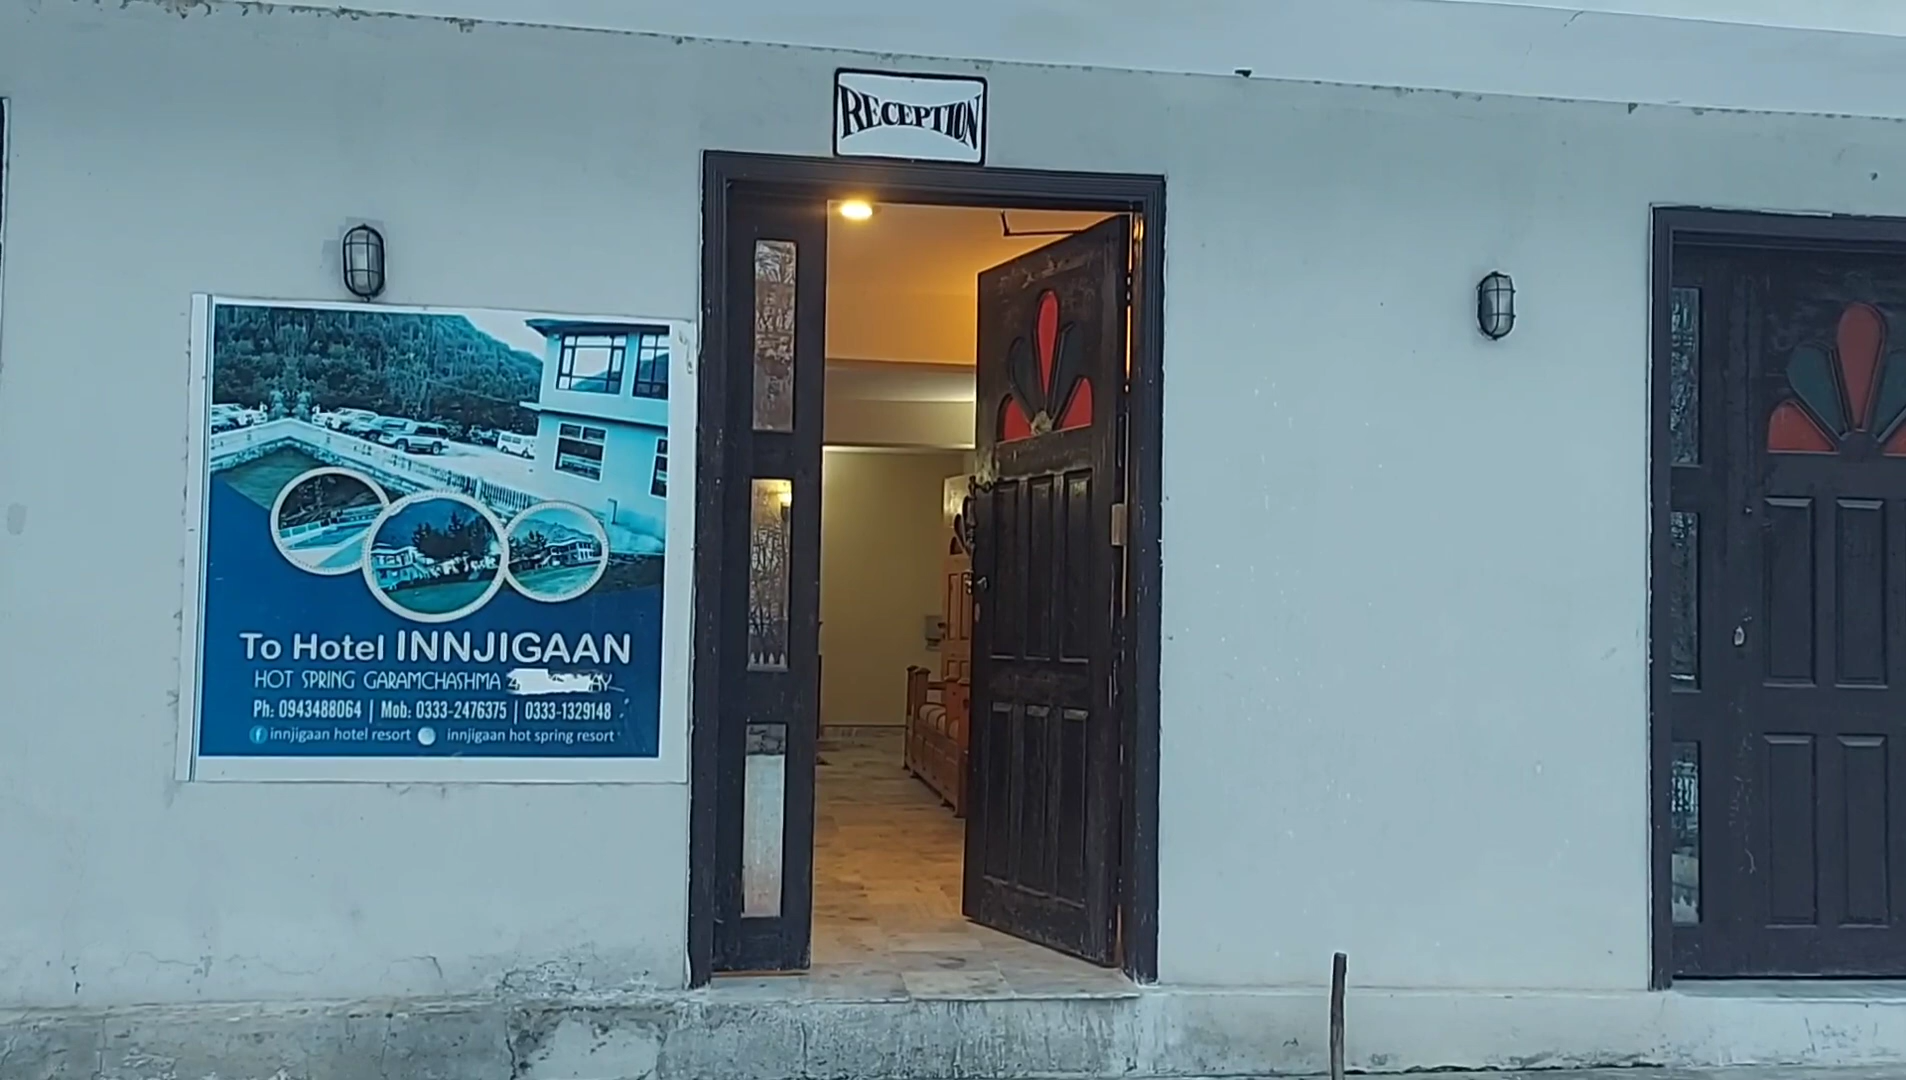 RECEPTION
To Hotel INNJIGAAN
HOT SPRING GARAMCHASHMA
Ph: 0943488064 | Mob: 0333-2476375 | 0333-1329148
innjigaan hotel resort innjigaan hot spring resort